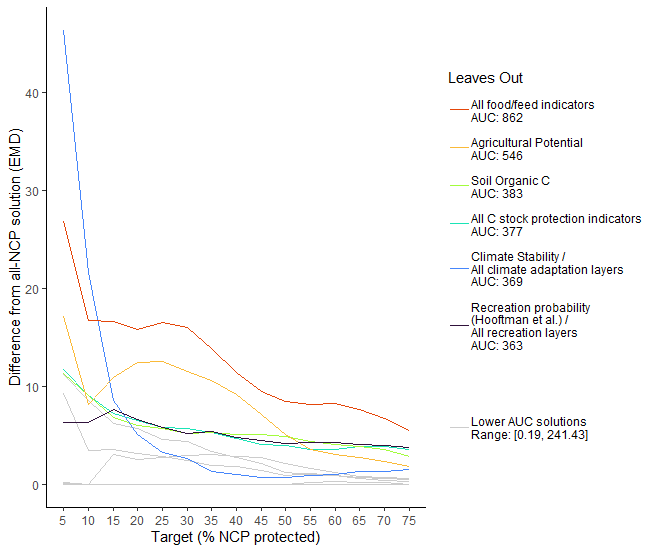 Leaves Out
All food/feed indicators
AUC: 862
Agricultural Potential
AUC: 546
Soil Organic C
AUC: 383
All C stock protection indicators
AUC: 377
Climate Stability /
All climate adaptation layers
AUC: 369
Recreation probability
(Hooftman et al.) /
All recreation layers
AUC: 363
Lower AUC solutions
Range: [0.19, 241.43]
Difference from all-NCP solution (EMD)
40
30
20
10
0
5 10 15 20 25 30 35 40 45 50 55 60 65 70 75
Target (% NCP protected)